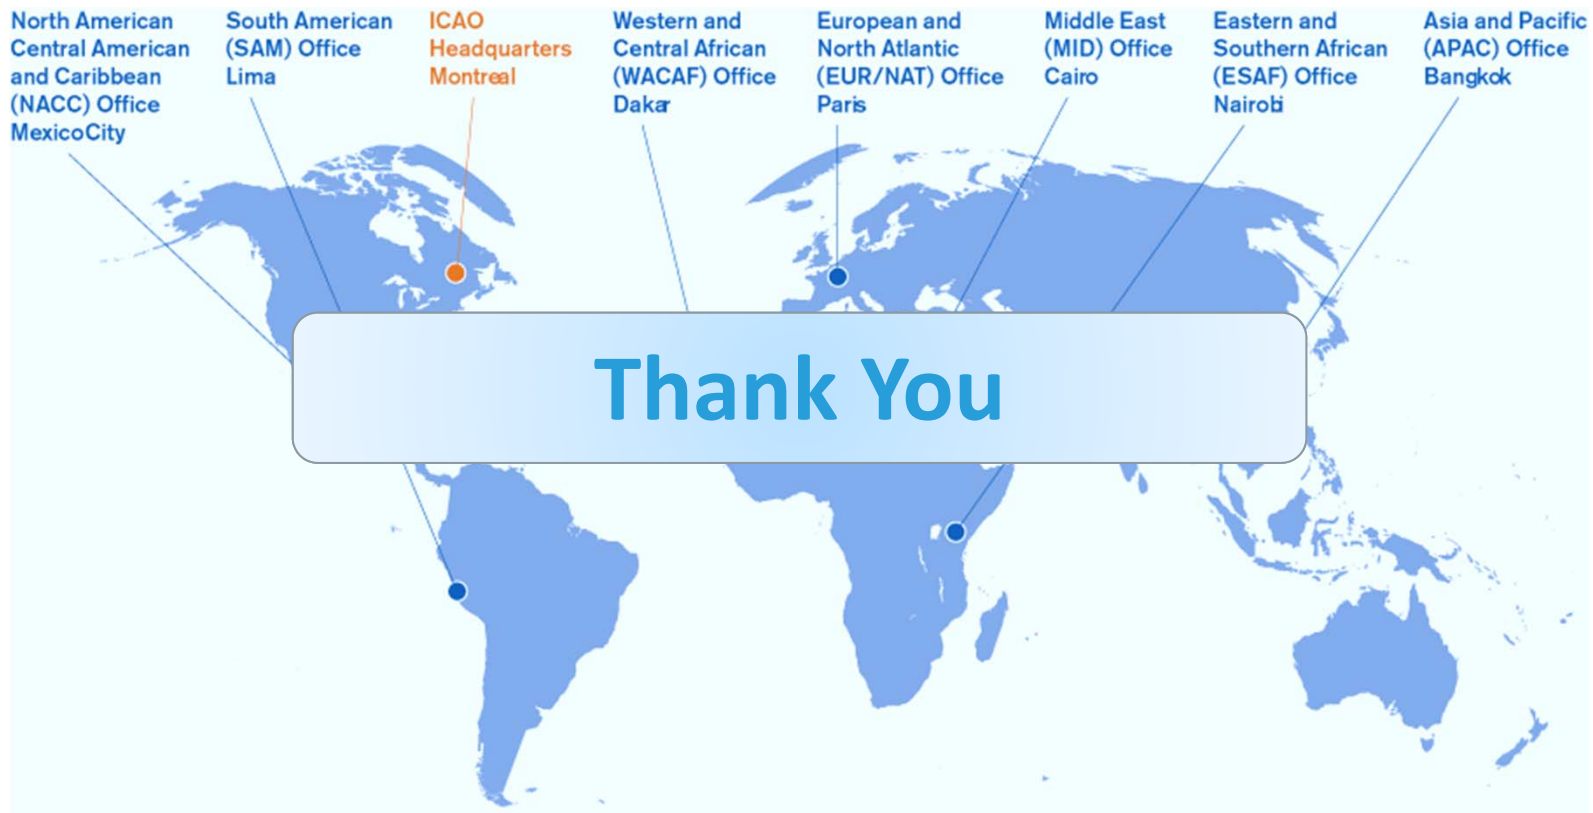 North American
Central American
and Caribbean
(NACC) Office
MexicoCity
South American
(SAM) Office
Lima
ICAO
Headquarters
Montreal
Western and
Central African
(WACAF) Office
Dakar
European and
North Atlantic
(EUR/NAT) Office
Paris
Middle East
(MID) Office
Cairo
Eastern and
Southern African
(ESAF) Office
Nairobi
Asia and Pacific
(APAC) Office
Bangkok
Thank You